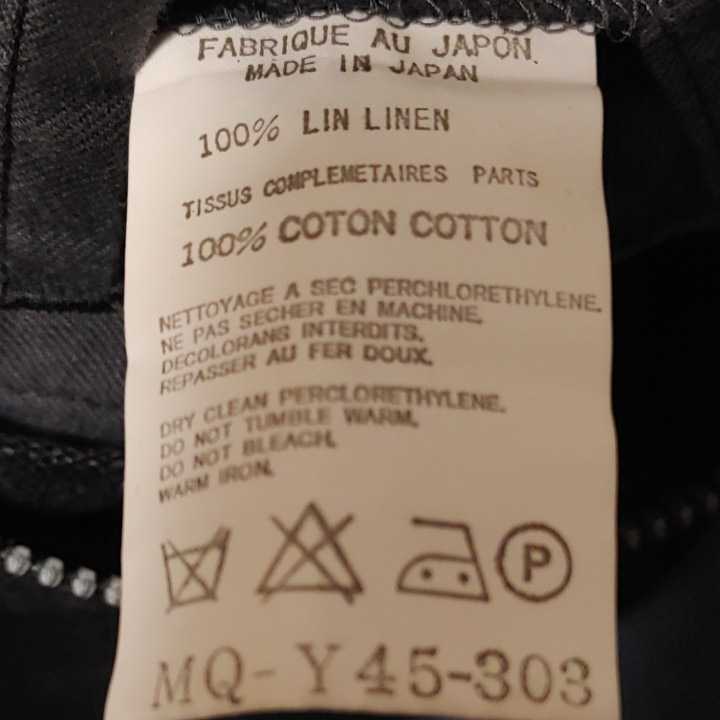 FABRIQUE AU JAPON.
MADE IN JAPAN
100% LIN LINEN
TISSUS COMPLEMETAIRES PARTS
100% COTON COTTON
NETTOYAGE A SEC PERCHLORETHYLENE.
NE PAS SECHER EN MACHINE.
DECOLORANS INTERDITS.
REPASSER AU FER DOUX.
DRY CLEAN PERCLORETHYLENE.
DO NOT TUMBLE WARM.
DO NOT BLEACH.
WARM IRON.
P
MQ-Y45-303